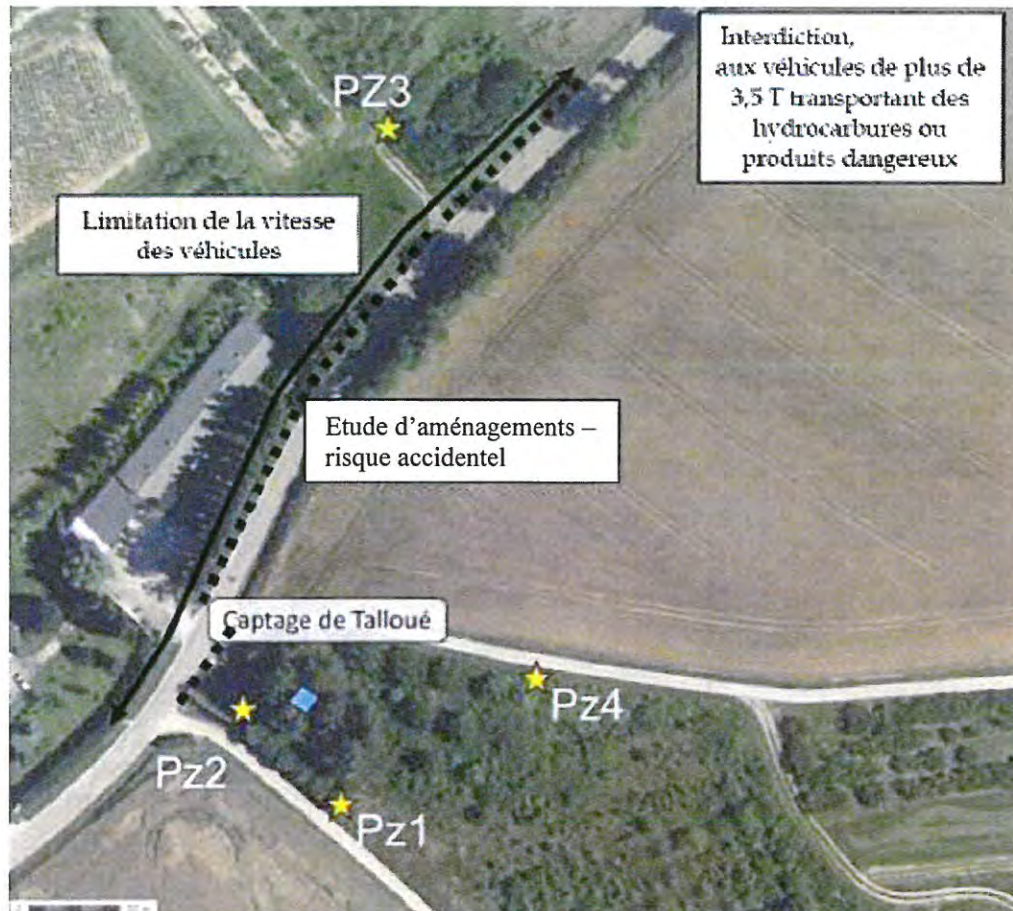 Interdiction,
aux véhicules de plus de
3,5 T transportant des
hydrocarbures ou
produits dangereux
PZ3
Limitation de la vitesse
des véhicules
Etude d’aménagements –
risque accidentel
Captage de Talloué
Pz4
Pz2
Pz1